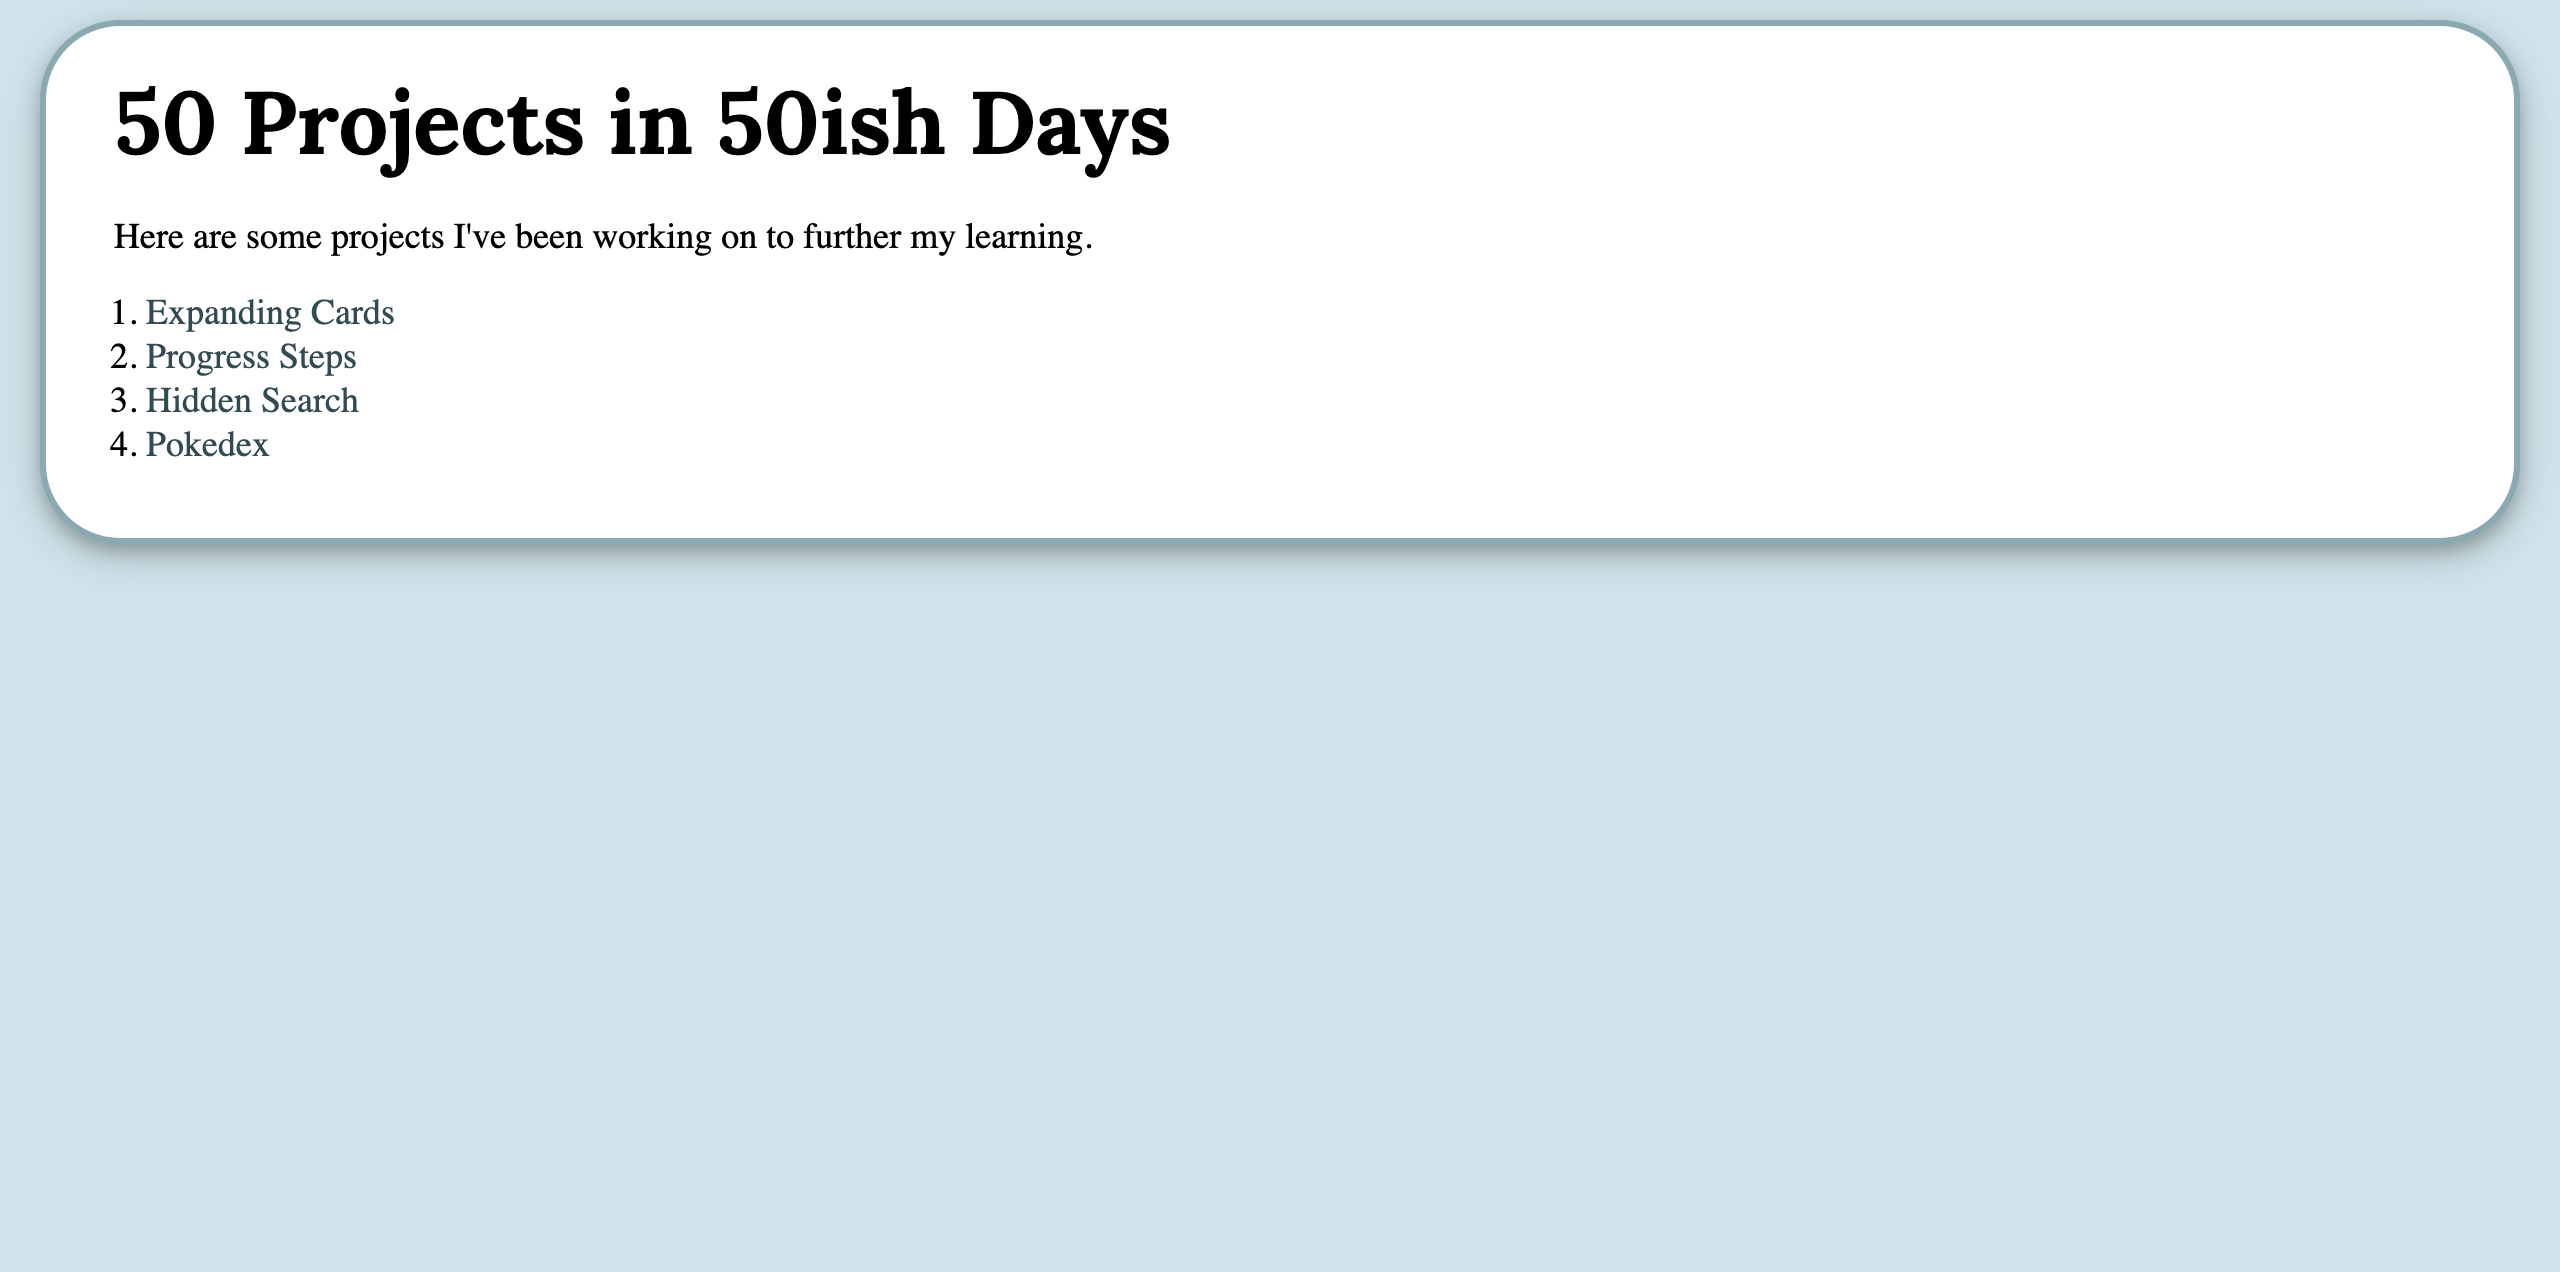 50 Projects in 50ish Days
Here are some projects I've been working on to further my learning.
1. Expanding Cards
2. Progress Steps
3. Hidden Search
4. Pokedex